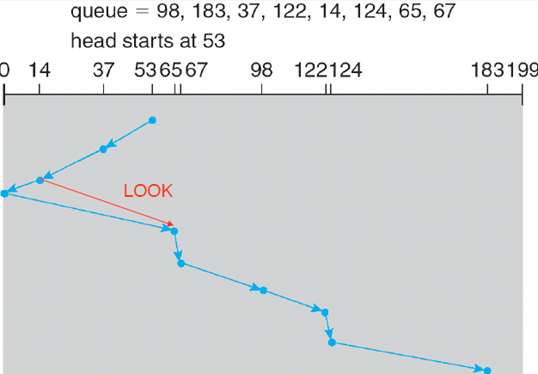 queue = 98, 183, 37, 122, 14, 124, 65, 67
head starts at 53
0 14 37 53 65 67 98 122 124 183 199
LOOK